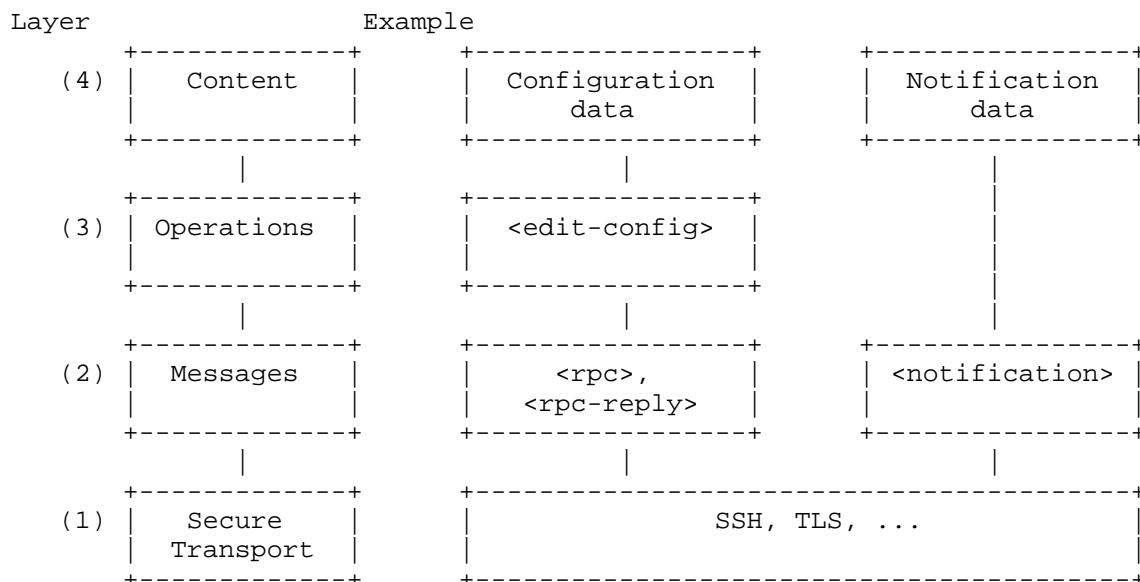 Layer Example
(4) Content Configuration Notification
data data
(3) Operations <edit-config>
(2) Messages <rpc>, <notification>
<rpc-reply>
(1) Secure SSH, TLS, ...
Transport